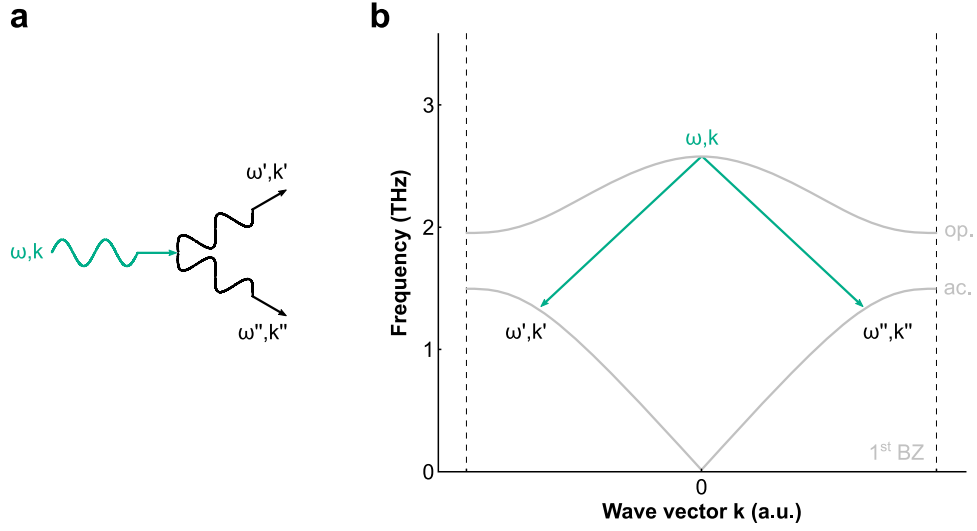 a
ω,k
ω',k'
ω",k"
b
Frequency (THz)
3
2
1
0
ω,k
op.
ac.
ω',k'
ω",k"
1st BZ
0
Wave vector k (a.u.)